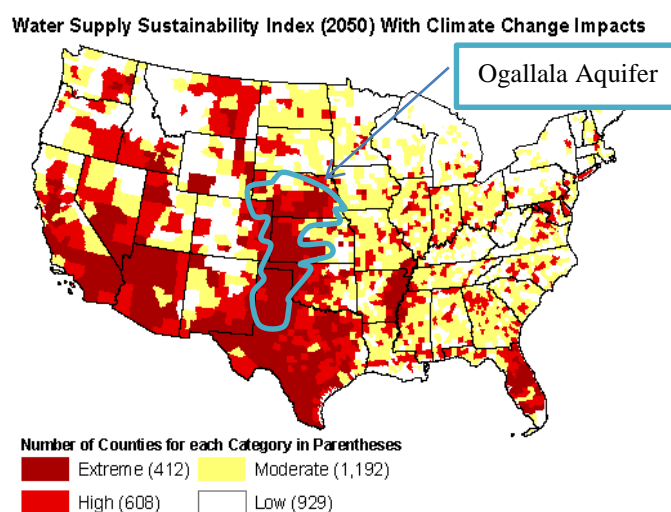 Water Supply Sustainability Index (2050) With Climate Change Impacts
Ogallala Aquifer
Number of Counties for each Category in Parentheses
Extreme (412)
Moderate (1,192)
High (608)
Low (929)